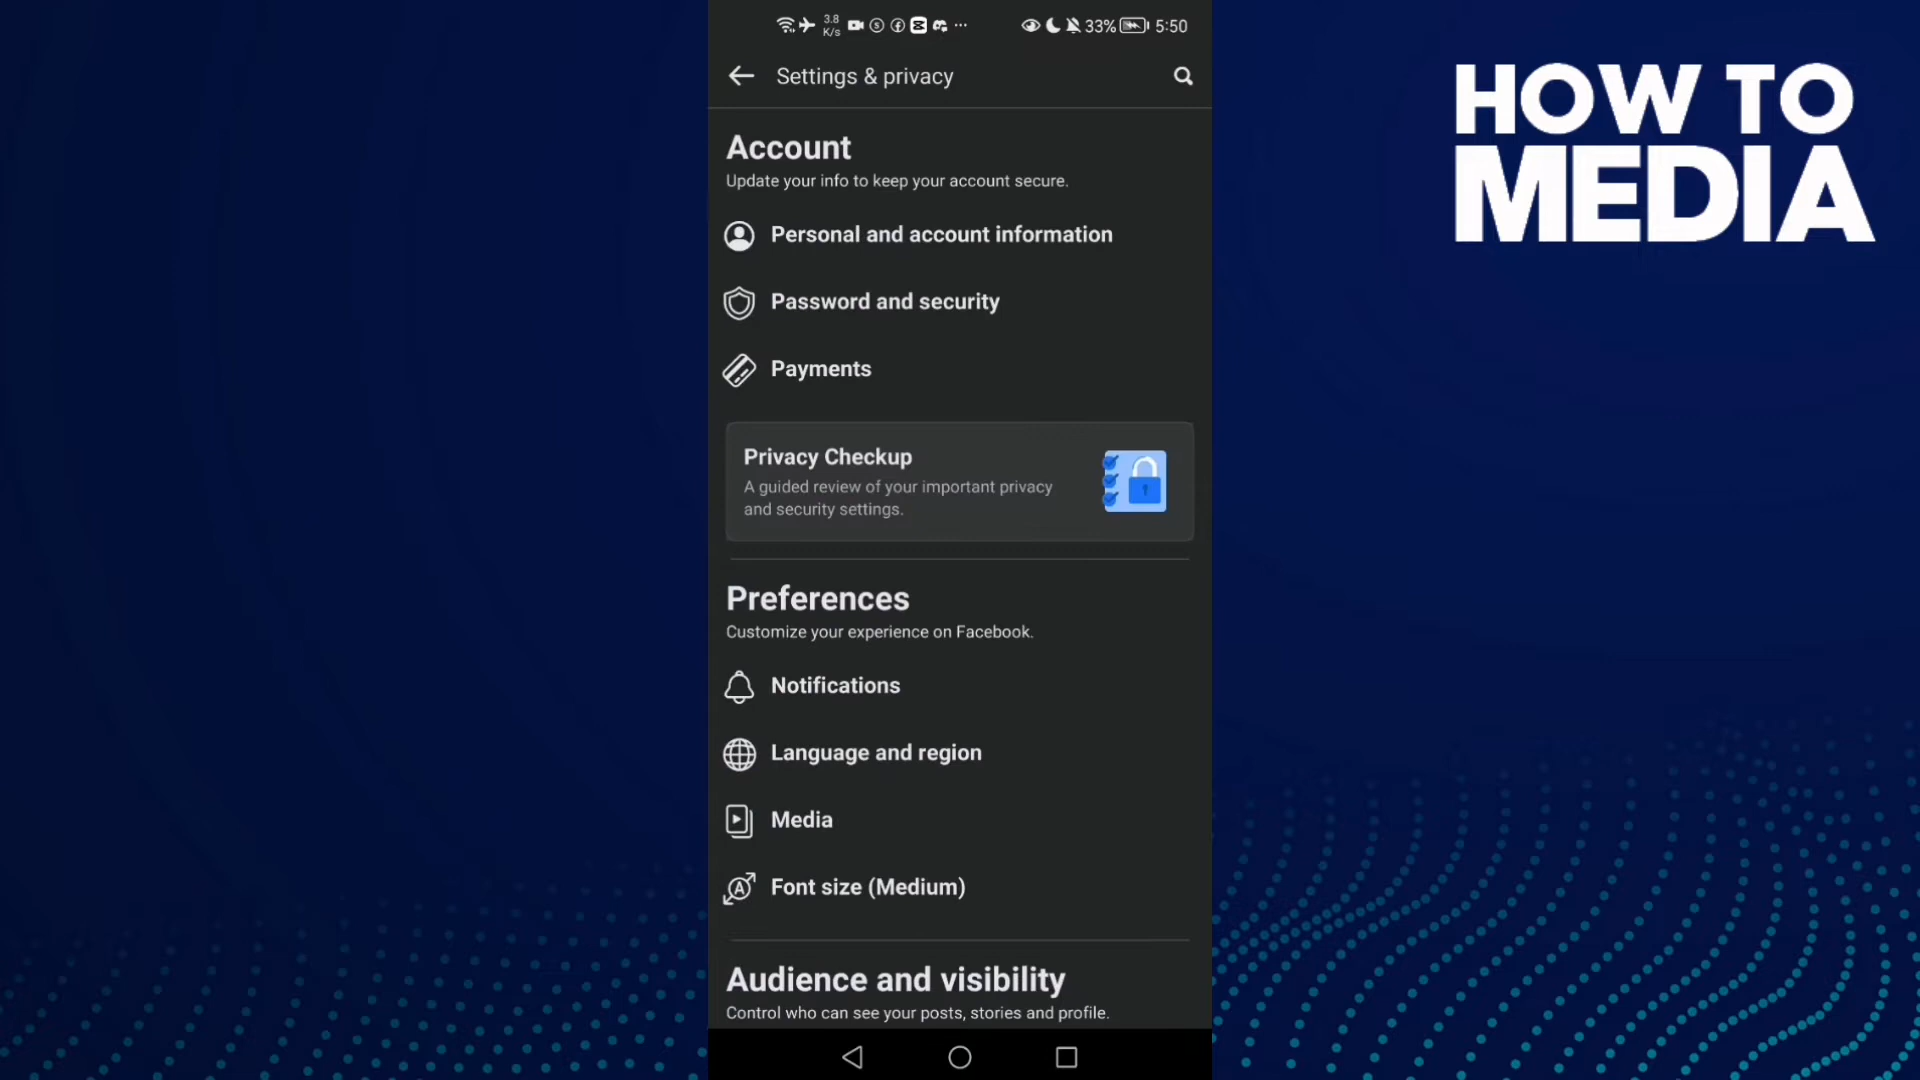 3.8
K/s
33%
5:50
Settings & privacy
HOW TO
MEDIA
Account
Update your info to keep your account secure.
Personal and account information
Password and security
Payments
Privacy Checkup
A guided review of your important privacy
and security settings.
Preferences
Customize your experience on Facebook.
Notifications
Language and region
Media
Font size (Medium)
Audience and visibility
Control who can see your posts, stories and profile.